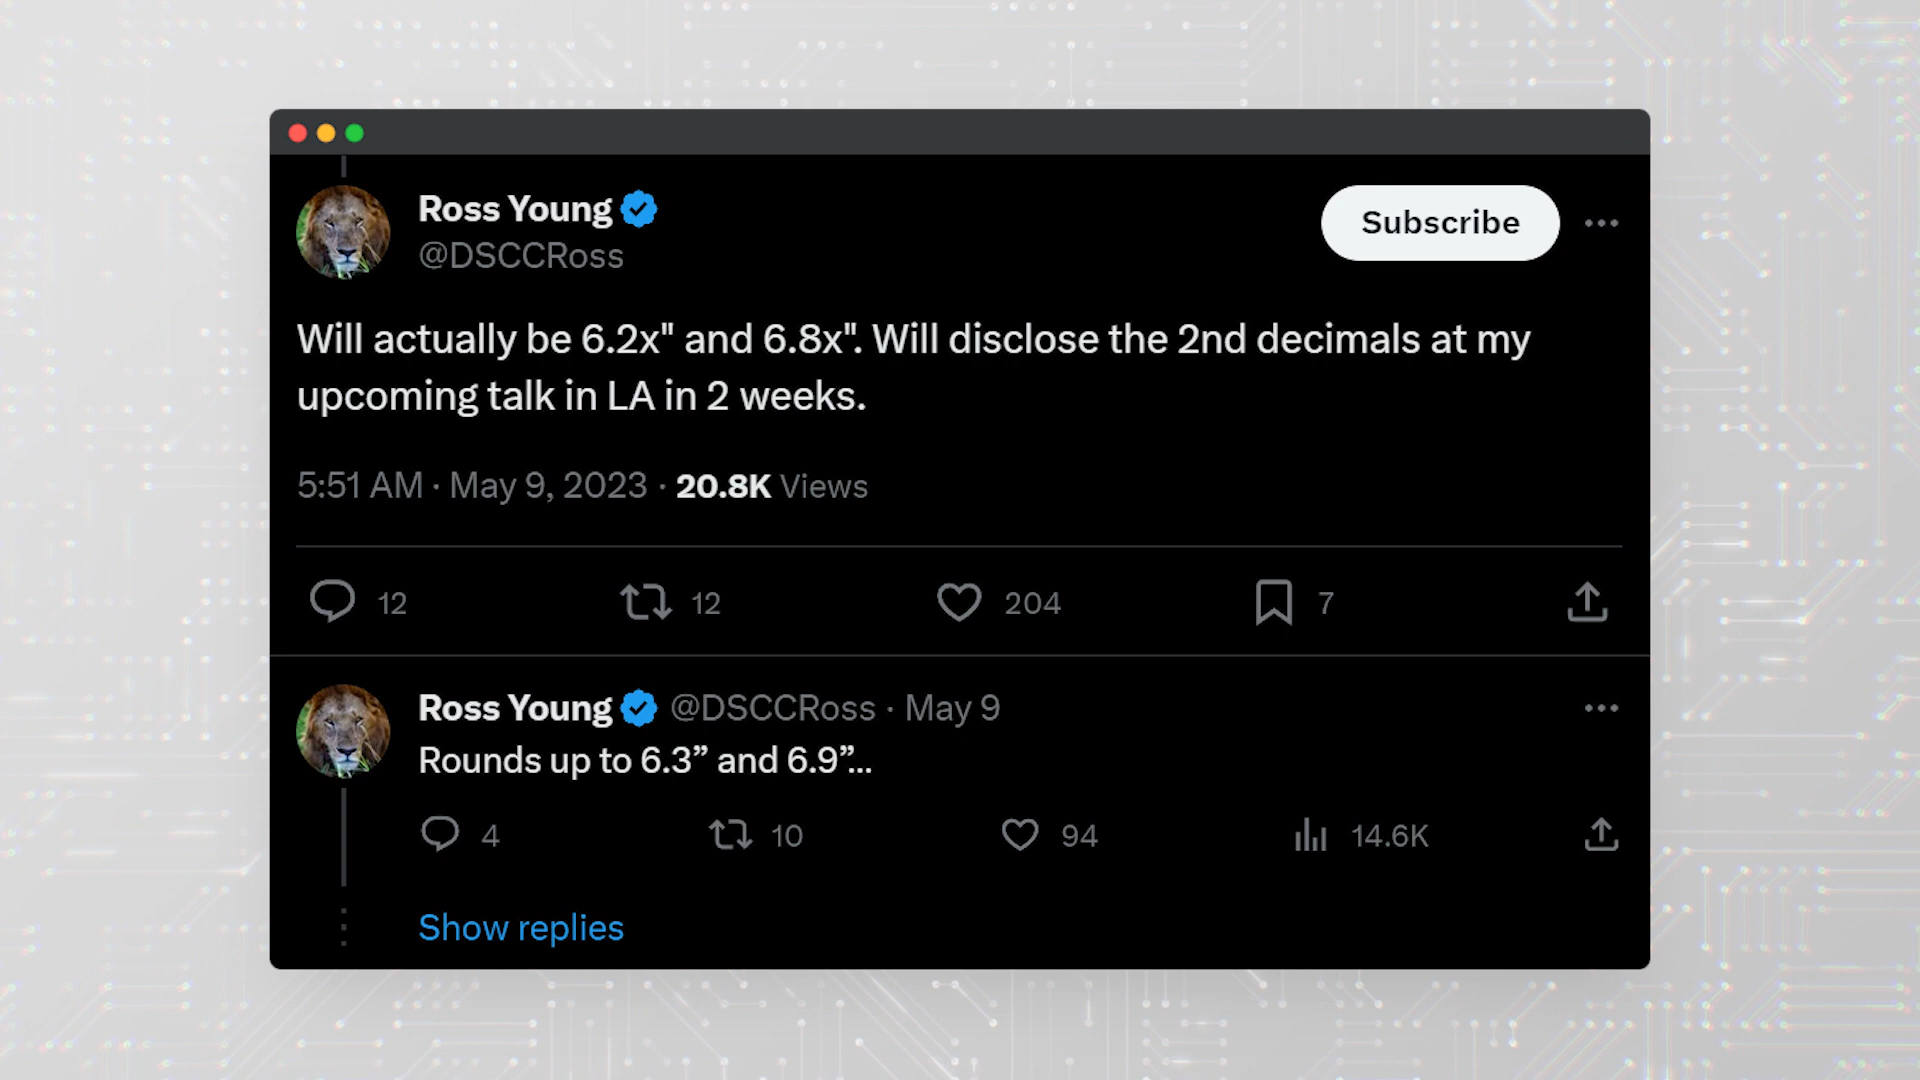 Ross Young
@DSCCRoss
Subscribe
Will actually be 6.2x" and 6.8x". Will disclose the 2nd decimals at my
upcoming talk in LA in 2 weeks.
5:51 AM · May 9, 2023 · 20.8K Views
12 12 204 7
Ross Young @DSCCRoss · May 9
Rounds up to 6.3” and 6.9”...
4 10 94 14.6K
Show replies